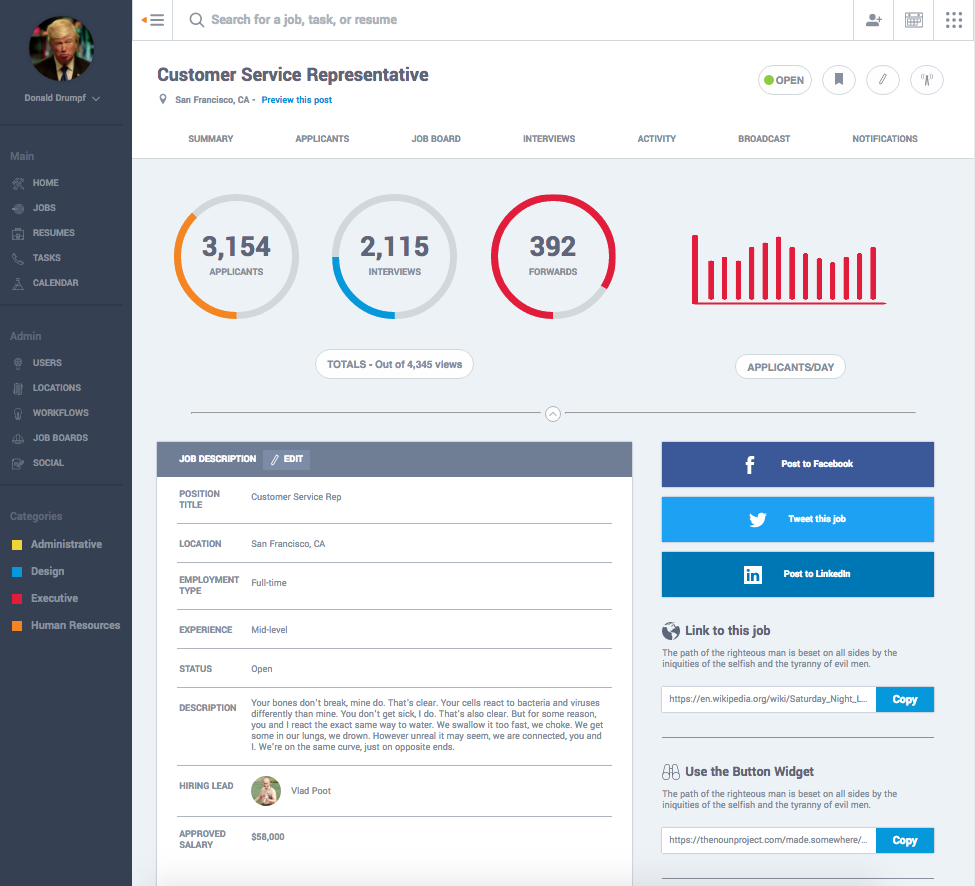 Search for a job, task, or resume
Donald Drumpf
Main
HOME
JOBS
RESUMES
TASKS
CALENDAR
Admin
USERS
LOCATIONS
WORKFLOWS
JOB BOARDS
SOCIAL
Categories
Administrative
Design
Executive
Human Resources
Customer Service Representative
San Francisco, CA - Preview this post
OPEN
SUMMARY APPLICANTS JOB BOARD INTERVIEWS ACTIVITY BROADCAST NOTIFICATIONS
3,154
APPLICANTS
2,115
INTERVIEWS
392
FORWARDS
TOTALS - Out of 4,345 views
APPLICANTS/DAY
JOB DESCRIPTION EDIT
POSITION
TITLE
Customer Service Rep
LOCATION San Francisco, CA
EMPLOYMENT
TYPE
Full-time
EXPERIENCE Mid-level
STATUS Open
DESCRIPTION
Your bones don't break, mine do. That's clear. Your cells react to bacteria and viruses
differently than mine. You don't get sick, I do. That's also clear. But for some reason,
you and I react the exact same way to water. We swallow it too fast, we choke. We get
some in our lungs, we drown. However unreal it may seem, we are connected, you and
I. We're on the same curve, just on opposite ends.
HIRING LEAD Vlad Poot
APPROVED
SALARY
$58,000
f Post to Facebook
Tweet this job
in Post to LinkedIn
Link to this job
The path of the righteous man is beset on all sides by the
iniquities of the selfish and the tyranny of evil men.
https://en.wikipedia.org/wiki/Saturday_Night_L... Copy
Use the Button Widget
The path of the righteous man is beset on all sides by the
iniquities of the selfish and the tyranny of evil men.
https://thenounproject.com/made.somewhere/... Copy